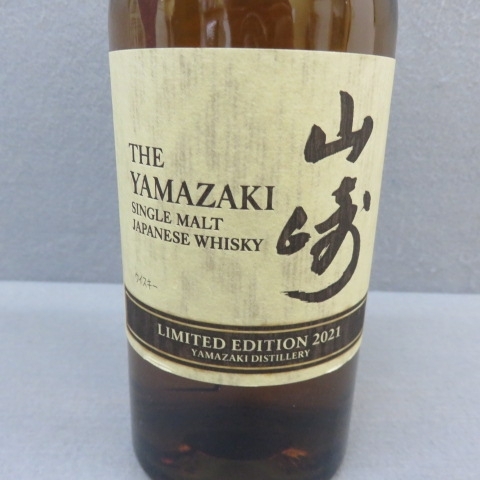 THE
YAMAZAKI
SINGLE MALT
JAPANESE WHISKY
山崎
ウイスキー
LIMITED EDITION 2021
YAMAZAKI DISTILLERY